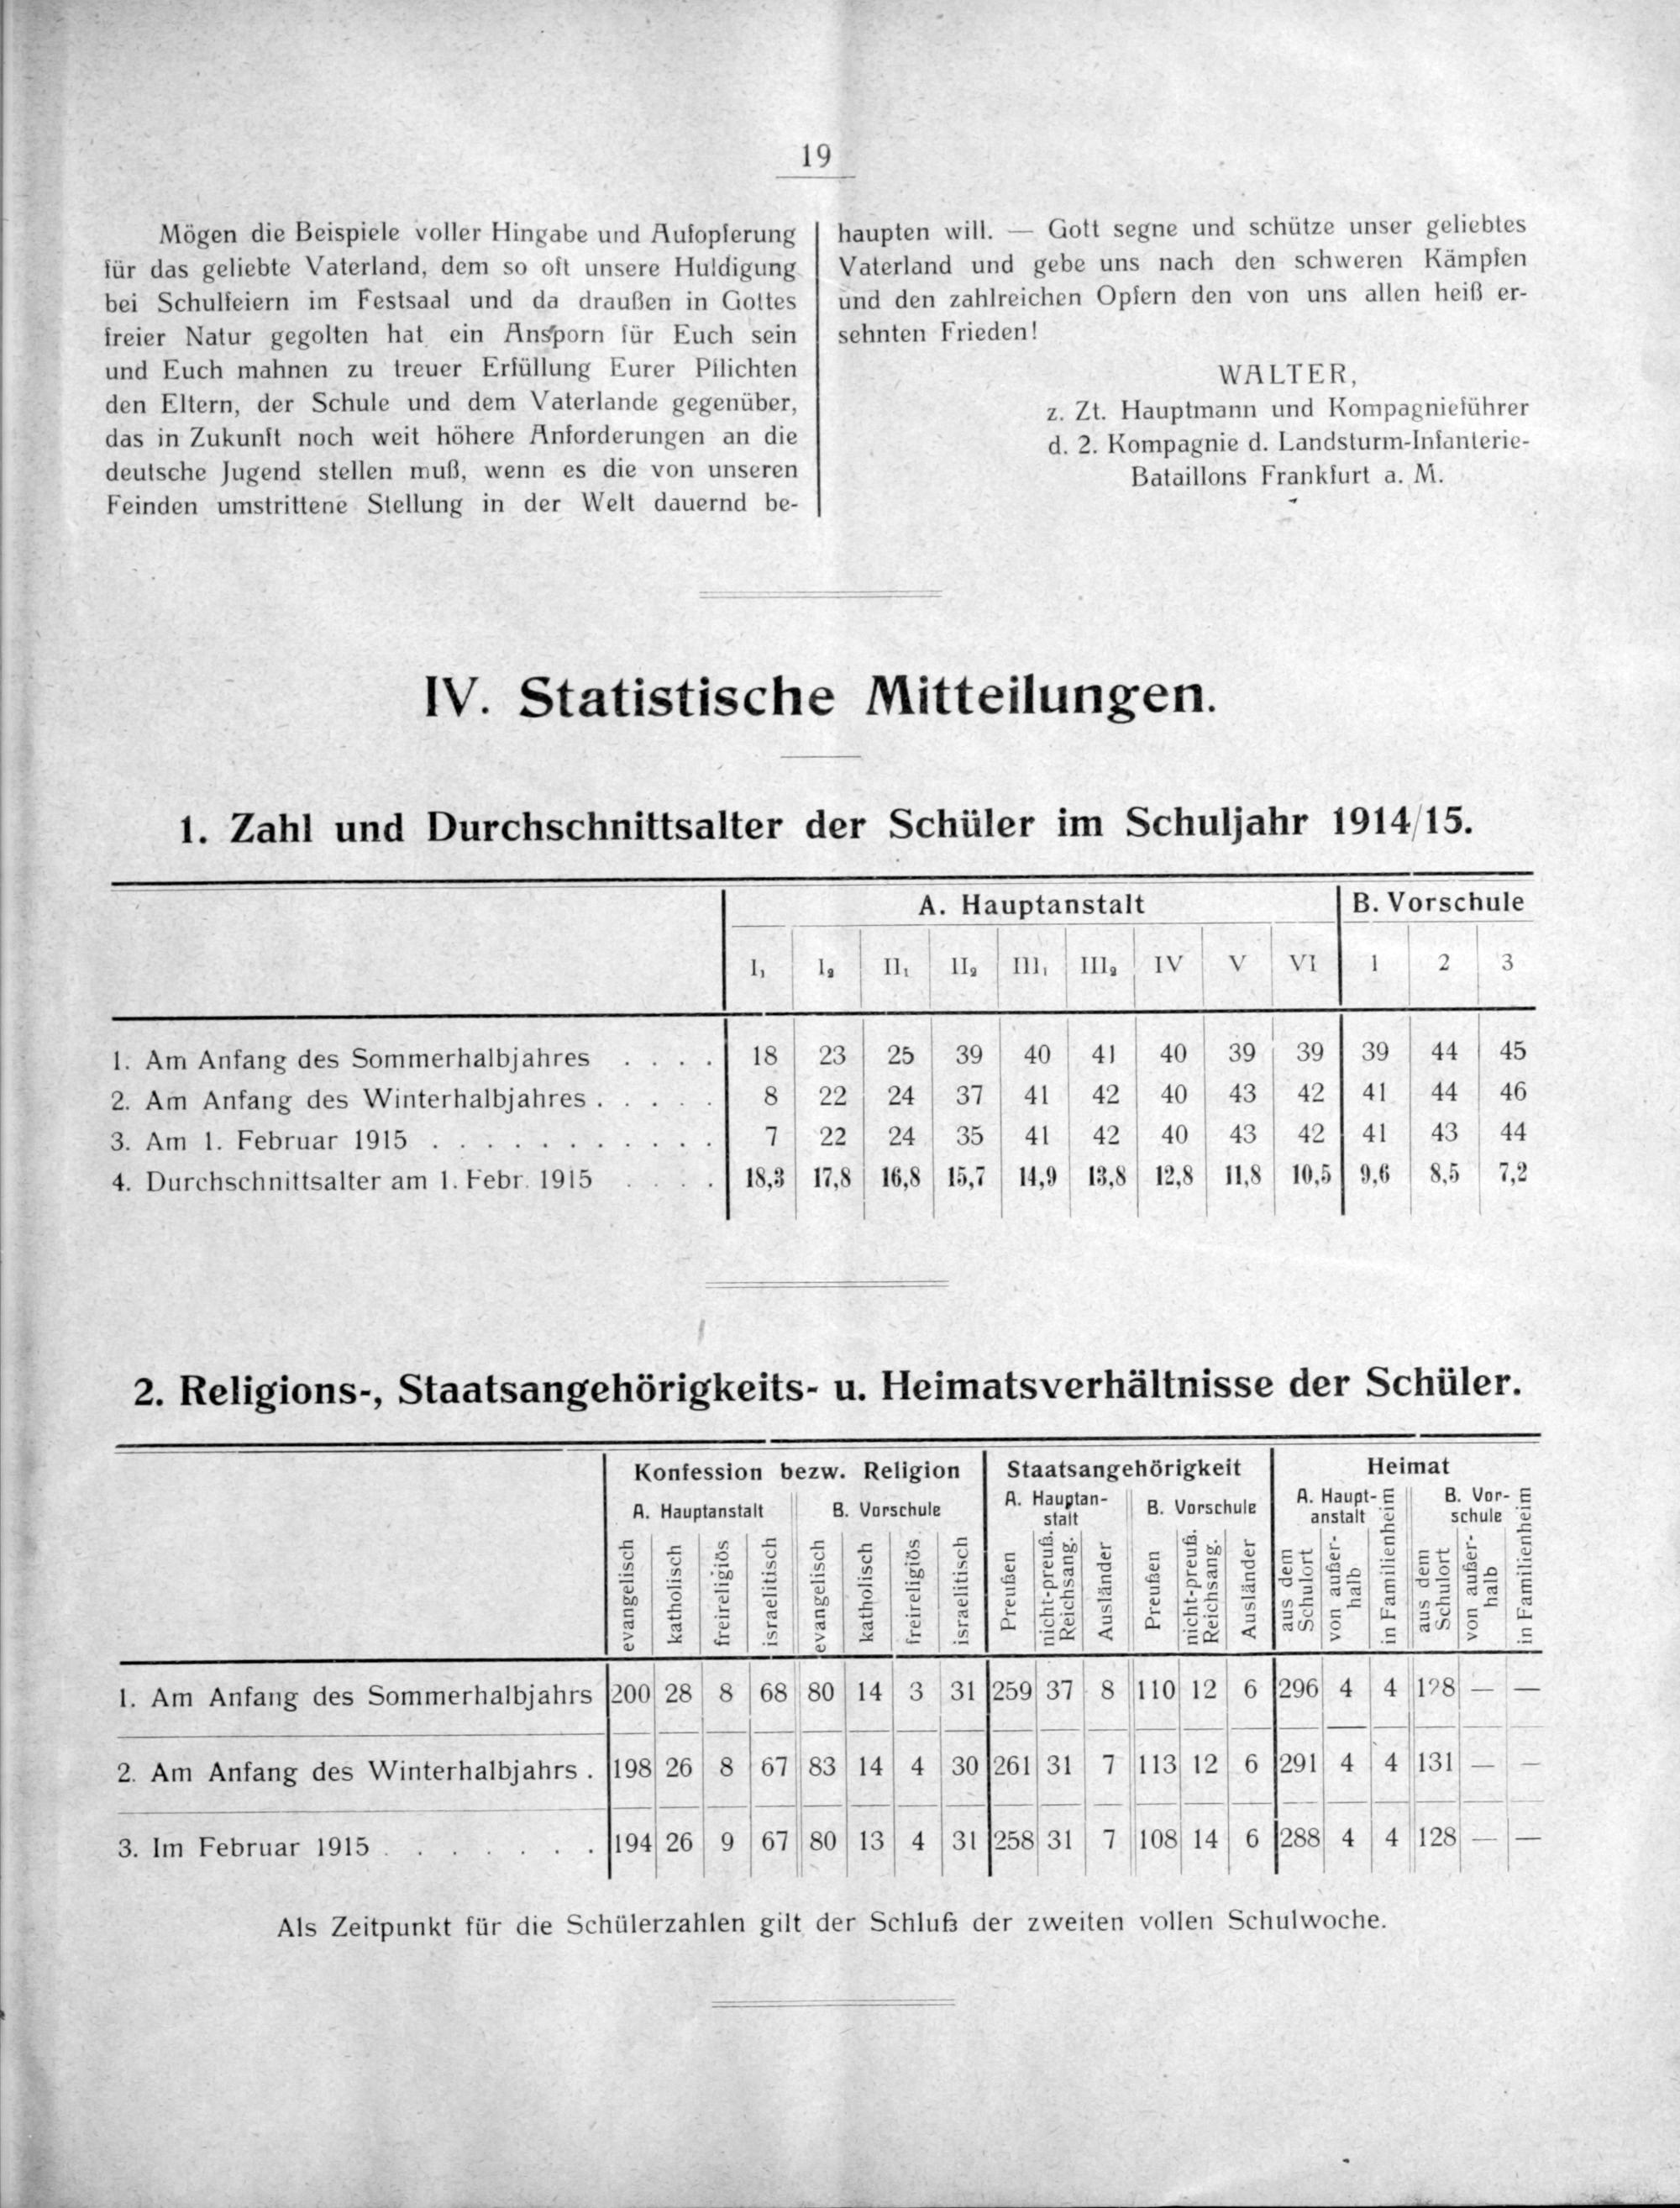 19
Mögen die Beispiele voller Hingabe und Aufopferung
für das geliebte Vaterland, dem so oft unsere Huldigung
bei Schulfeiern im Festsaal und da draußen in Gottes
freier Natur gegolten hat ein Ansporn für Euch sein
und Euch mahnen zu treuer Erfüllung Eurer Pflichten
den Eltern, der Schule und dem Vaterlande gegenüber,
das in Zukunft noch weit höhere Anforderungen an die
deutsche Jugend stellen muß, wenn es die von unseren
Feinden umstrittene Stellung in der Welt dauernd be-
haupten will. — Gott segne und schütze unser geliebtes
Vaterland und gebe uns nach den schweren Kämpfen
und den zahlreichen Opfern den von uns allen heiß er-
sehnten Frieden!
WALTER,
z. Zt. Hauptmann und Kompagnieführer
d. 2. Kompagnie d. Landsturm-Infanterie-
Bataillons Frankfurt a. M.
IV. Statistische Mitteilungen.
1. Zahl und Durchschnittsalter der Schüler im Schuljahr 1914/15.
A. Hauptanstalt B. Vorschule
I₁ I₂ II₁ II₂ III₁ III₂ IV V VI 1 2 3
1. Am Anfang des Sommerhalbjahres . . . . 18 23 25 39 40 41 40 39 39 39 44 45
2. Am Anfang des Winterhalbjahres . . . . . 8 22 24 37 41 42 40 43 42 41 44 46
3. Am 1. Februar 1915 . . . . . . . . . . . 7 22 24 35 41 42 40 43 42 41 43 44
4. Durchschnittsalter am 1. Febr. 1915 . . . . 18,3 17,8 16,8 15,7 14,9 13,8 12,8 11,8 10,5 9,6 8,5 7,2
2. Religions-, Staatsangehörigkeits- u. Heimatsverhältnisse der Schüler.
Konfession bezw. Religion Staatsangehörigkeit Heimat
A. Hauptanstalt B. Vorschule A. Hauptan-
stalt B. Vorschule A. Haupt-
anstalt B. Vor-
schule
evangelisch
katholisch
freireligiös
israelitisch
evangelisch
katholisch
freireligiös
israelitisch
Preußen
nicht-preuß.
Reichsang.
Ausländer
Preußen
nicht-preuß.
Reichsang.
Ausländer
aus dem
Schulort
von außer-
halb
in Familienheim
aus dem
Schulort
von außer-
halb
in Familienheim
1. Am Anfang des Sommerhalbjahrs 200 28 8 68 80 14 3 31 259 37 8 110 12 6 296 4 4 128 — —
2. Am Anfang des Winterhalbjahrs . 198 26 8 67 83 14 4 30 261 31 7 113 12 6 291 4 4 131 — —
3. Im Februar 1915 . . . . . . . 194 26 9 67 80 13 4 31 258 31 7 108 14 6 288 4 4 128 — —
Als Zeitpunkt für die Schülerzahlen gilt der Schluß der zweiten vollen Schulwoche.